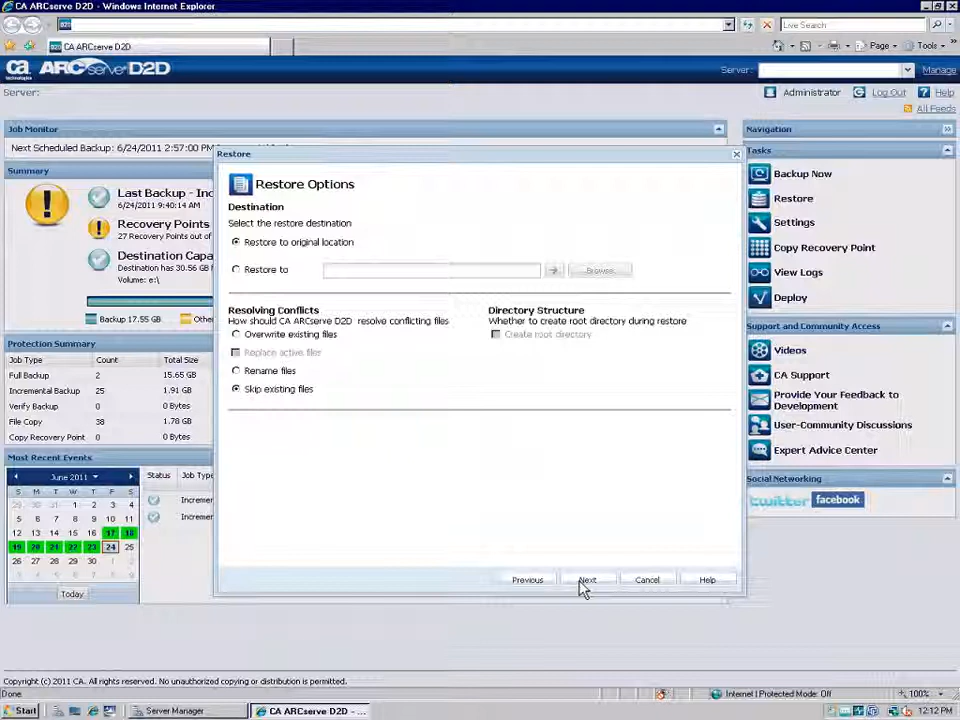 CA ARCserve D2D - Windows Internet Explorer
Live Search
CA ARCserve D2D
Page
Tools
ca
technologies
ARCserve D2D
Server:
Manage
Server:
Administrator
Log Out
Help
All Feeds
Job Monitor
Next Scheduled Backup: 6/24/2011 2:57:00 PM
Summary
Last Backup - Inc
6/24/2011 9:40:14 AM
Recovery Points
27 Recovery Points out of
Destination Capa
Destination has 30.56 GB
Volume: e:\
Backup 17.55 GB
Othe
Protection Summary
Job Type
Count
Total Size
Full Backup
2
15.65 GB
Incremental Backup
25
1.91 GB
Verify Backup
0
0 Bytes
File Copy
38
1.78 GB
Copy Recovery Point
0
0 Bytes
Most Recent Events
June 2011
S M T W T F S
29 30 31 1 2 3 4
5 6 7 8 9 10 11
12 13 14 15 16 17 18
19 20 21 22 23 24 25
26 27 28 29 30 1 2
3 4 5 6 7 8 9
Today
Status
Job Type
Increme
Increme
Restore
Restore Options
Destination
Select the restore destination
Restore to original location
Restore to
Browse
Resolving Conflicts
How should CA ARCserve D2D resolve conflicting files
Overwrite existing files
Replace active files
Rename files
Skip existing files
Directory Structure
Whether to create root directory during restore
Create root directory
Previous
Next
Cancel
Help
Navigation
Tasks
Backup Now
Restore
Settings
Copy Recovery Point
View Logs
Deploy
Support and Community Access
Videos
CA Support
Provide Your Feedback to
Development
User-Community Discussions
Expert Advice Center
Social Networking
twitter
facebook
Copyright (c) 2011 CA. All rights reserved. No unauthorized copying or distribution is permitted.
Done
Internet | Protected Mode: Off
100%
Start
Server Manager
CA ARCserve D2D - ...
12:12 PM